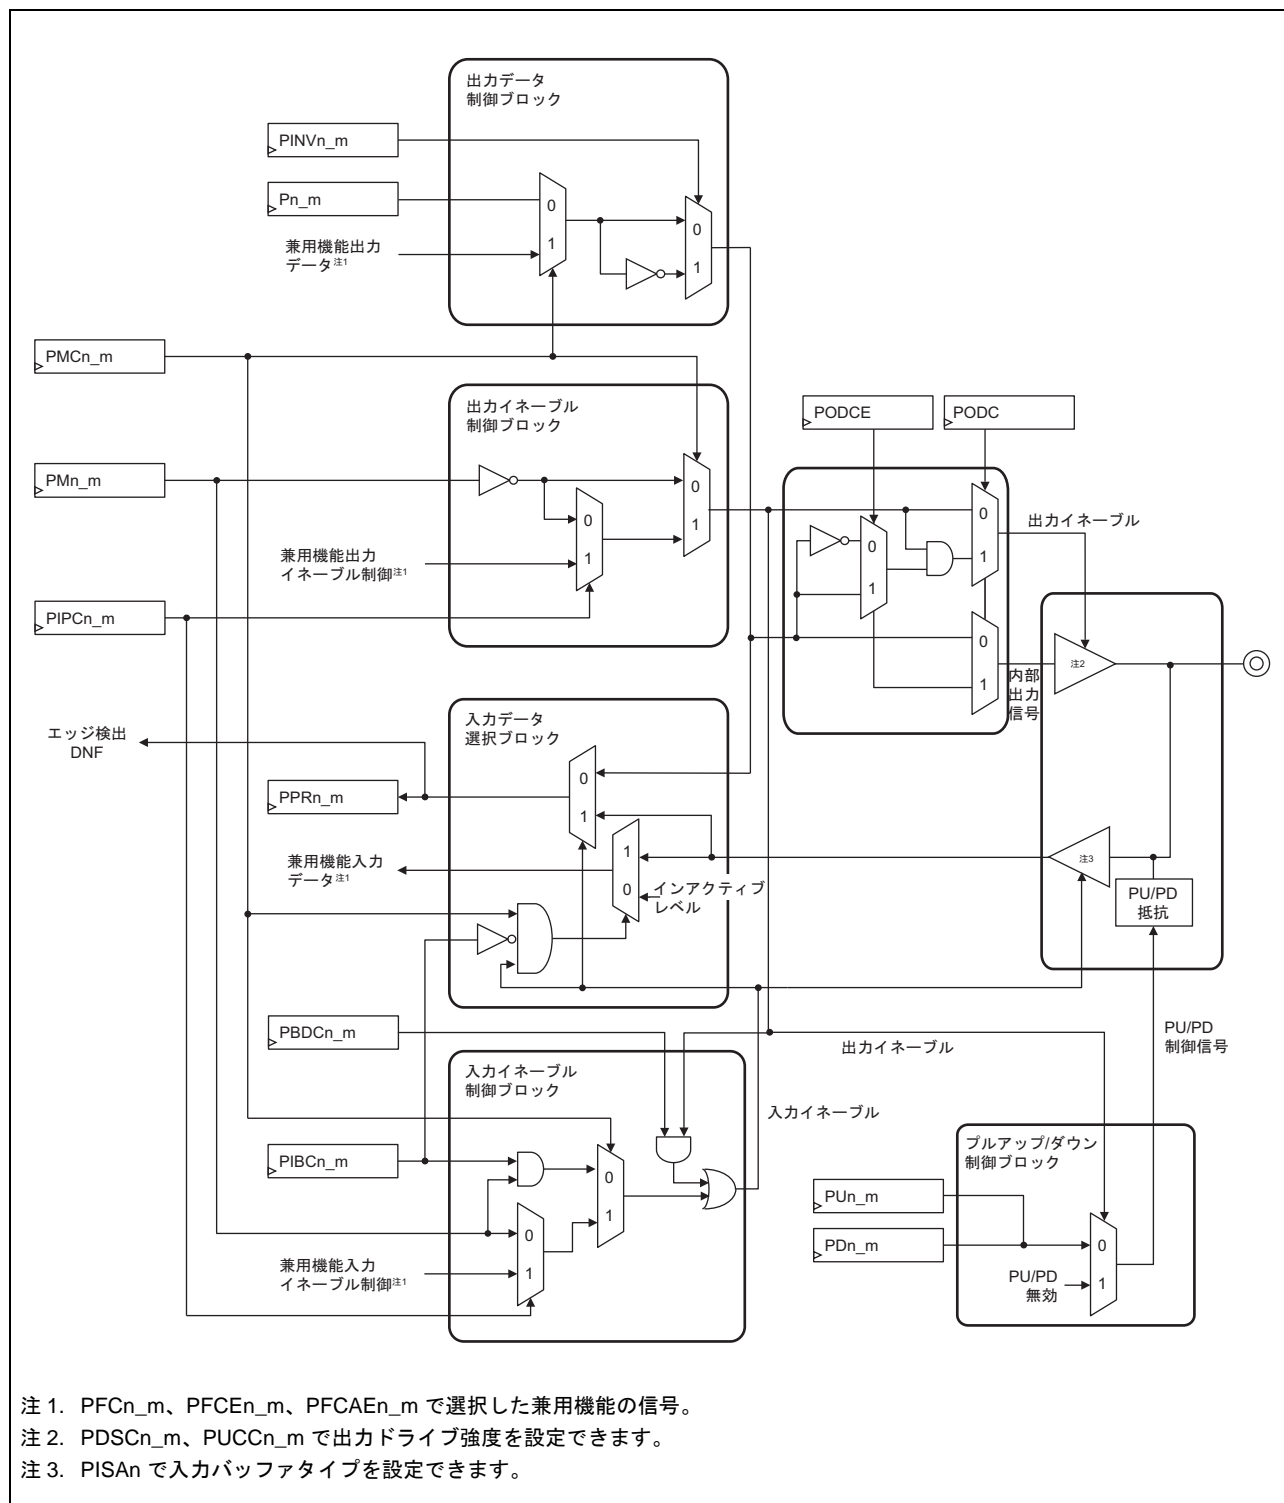 出力データ
制御ブロック
PINVn_m
Pn_m
0
1
0
1
兼用機能出力
データ注1
PMCn_m
出力イネーブル
制御ブロック
PODCE
PODC
PMn_m
0
1
0
1
兼用機能出力
イネーブル制御注1
PIPCn_m
0
1
0
1
出力イネーブル
0
1
注2
内部
出力
信号
入力データ
選択ブロック
エッジ検出
DNF
PPRn_m
0
1
兼用機能入力
データ注1
1
0
インアクティブ
レベル
注3
PU/PD
抵抗
PBDCn_m
出力イネーブル
PU/PD
制御信号
入力イネーブル
制御ブロック
入力イネーブル
PIBCn_m
0
1
0
1
兼用機能入力
イネーブル制御注1
プルアップ/ダウン
制御ブロック
PUn_m
PDn_m
0
1
PU/PD
無効
注 1. PFCn_m、PFCEn_m、PFCAEn_m で選択した兼用機能の信号。
注 2. PDSCn_m、PUCCn_m で出力ドライブ強度を設定できます。
注 3. PISAn で入力バッファタイプを設定できます。